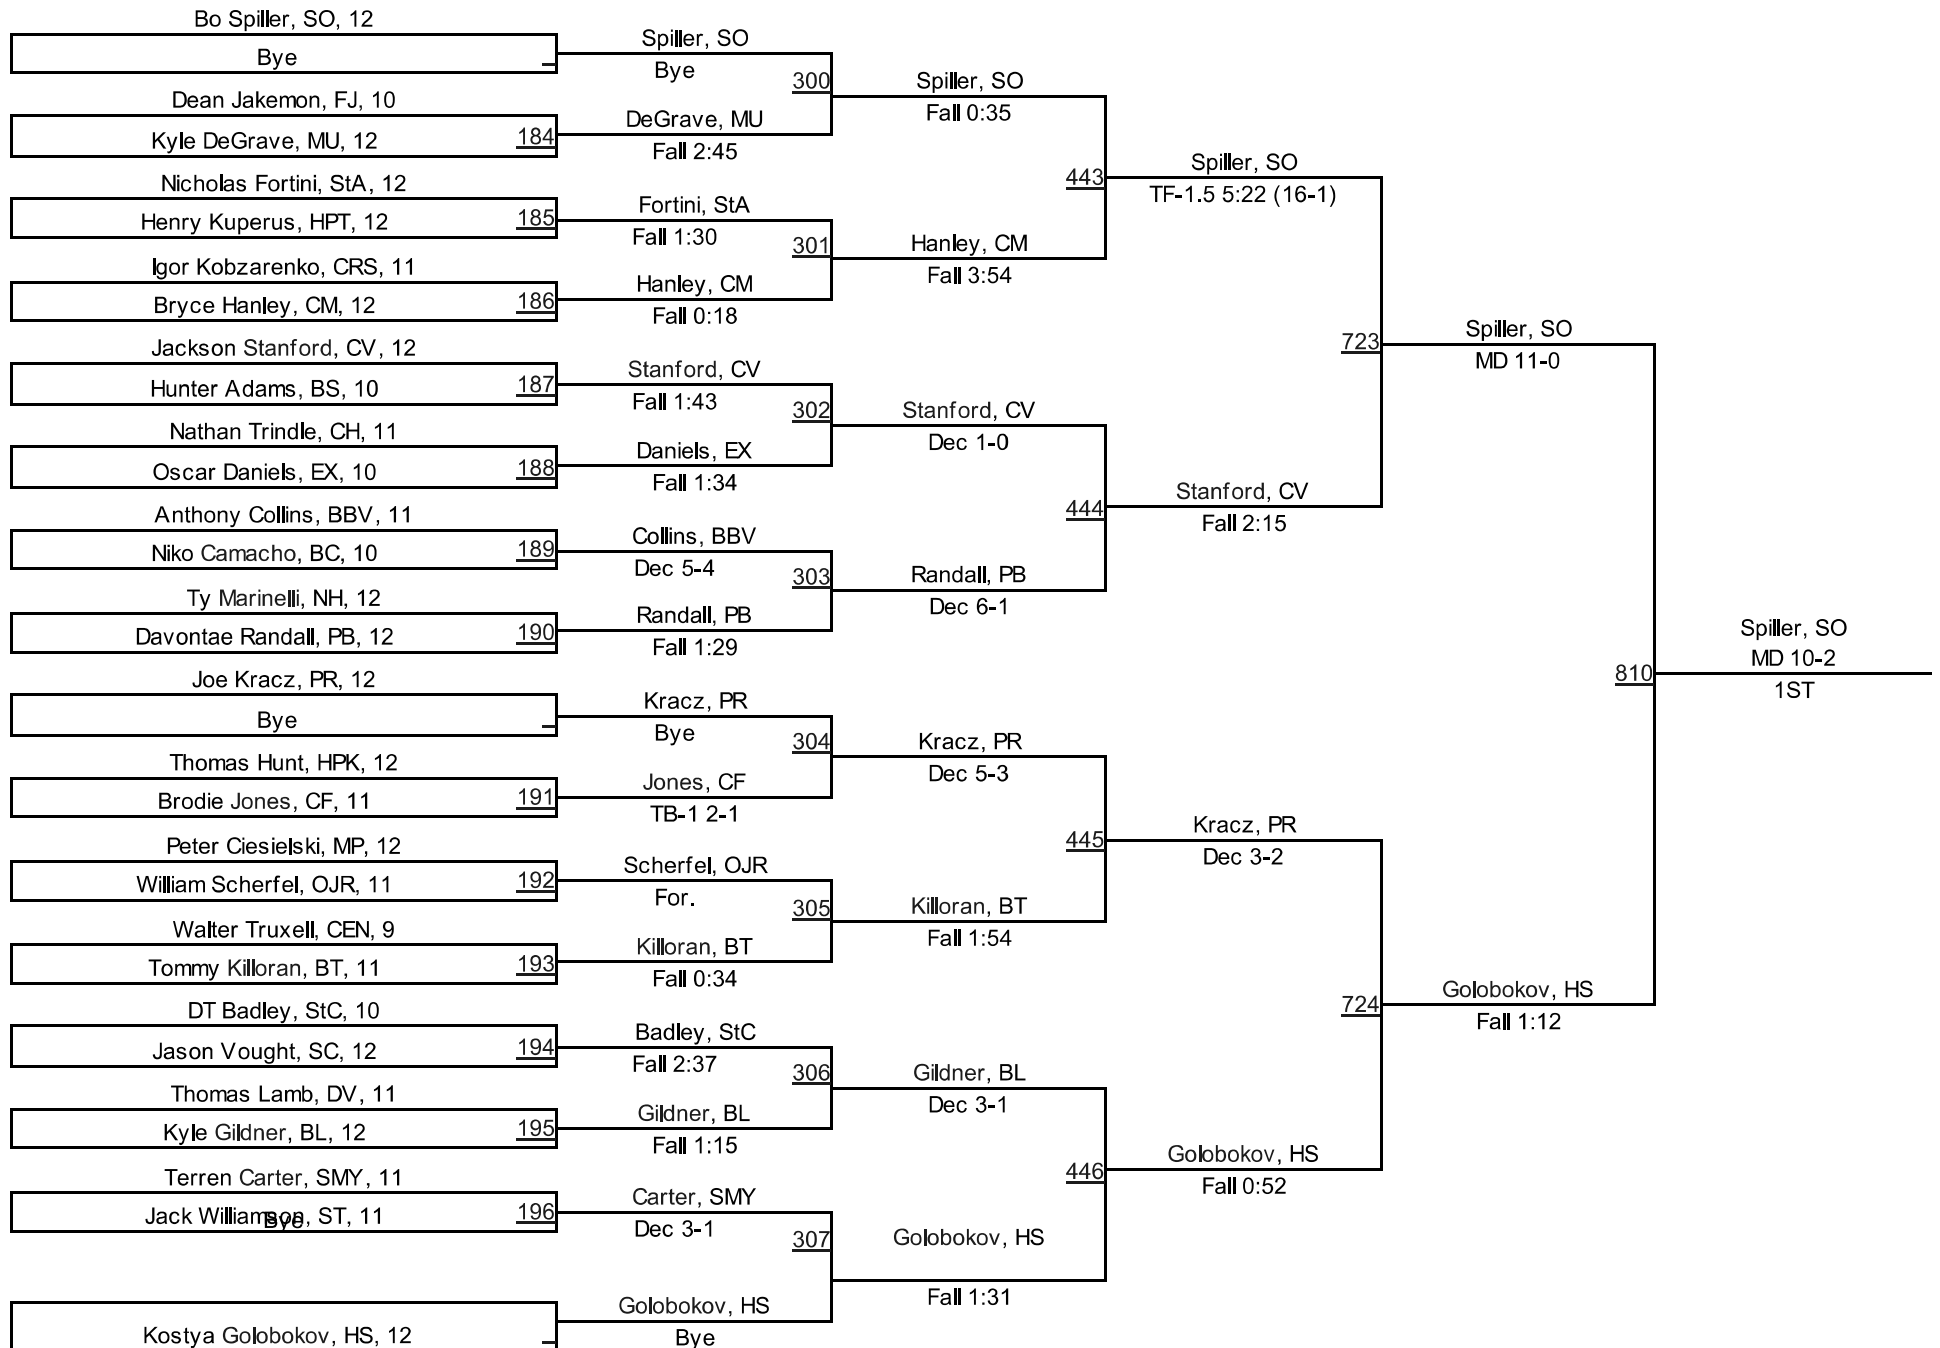 Bo Spiller, SO, 12
Bye
Dean Jakemon, FJ, 10
Kyle DeGrave, MU, 12
184
Nicholas Fortini, StA, 12
Henry Kuperus, HPT, 12
185
Igor Kobzarenko, CRS, 11
Bryce Hanley, CM, 12
186
Jackson Stanford, CV, 12
Hunter Adams, BS, 10
187
Nathan Trindle, CH, 11
Oscar Daniels, EX, 10
188
Anthony Collins, BBV, 11
Niko Camacho, BC, 10
189
Ty Marinelli, NH, 12
Davontae Randall, PB, 12
190
Joe Kracz, PR, 12
Bye
Thomas Hunt, HPK, 12
Brodie Jones, CF, 11
191
Peter Ciesielski, MP, 12
William Scherfel, OJR, 11
192
Walter Truxell, CEN, 9
Tommy Killoran, BT, 11
193
DT Badley, StC, 10
Jason Vought, SC, 12
194
Thomas Lamb, DV, 11
Kyle Gildner, BL, 12
195
Terren Carter, SMY, 11
Jack Williamson, ST, 11
Bye
196
Kostya Golobokov, HS, 12
Spiller, SO
Bye
300
DeGrave, MU
Fall 2:45
Fortini, StA
Fall 1:30
301
Hanley, CM
Fall 0:18
Stanford, CV
Fall 1:43
302
Daniels, EX
Fall 1:34
Collins, BBV
Dec 5-4
303
Randall, PB
Fall 1:29
Kracz, PR
Bye
304
Jones, CF
TB-1 2-1
Scherfel, OJR
For.
305
Killoran, BT
Fall 0:34
Badley, StC
Fall 2:37
306
Gildner, BL
Fall 1:15
Carter, SMY
Dec 3-1
307
Golobokov, HS
Bye
Spiller, SO
Fall 0:35
443
Hanley, CM
Fall 3:54
Stanford, CV
Dec 1-0
444
Randall, PB
Dec 6-1
Kracz, PR
Dec 5-3
445
Killoran, BT
Fall 1:54
Gildner, BL
Dec 3-1
446
Golobokov, HS
Fall 1:31
Spiller, SO
TF-1.5 5:22 (16-1)
723
Stanford, CV
Fall 2:15
Kracz, PR
Dec 3-2
724
Golobokov, HS
Fall 0:52
Spiller, SO
MD 11-0
810
Golobokov, HS
Fall 1:12
Spiller, SO
MD 10-2
1ST